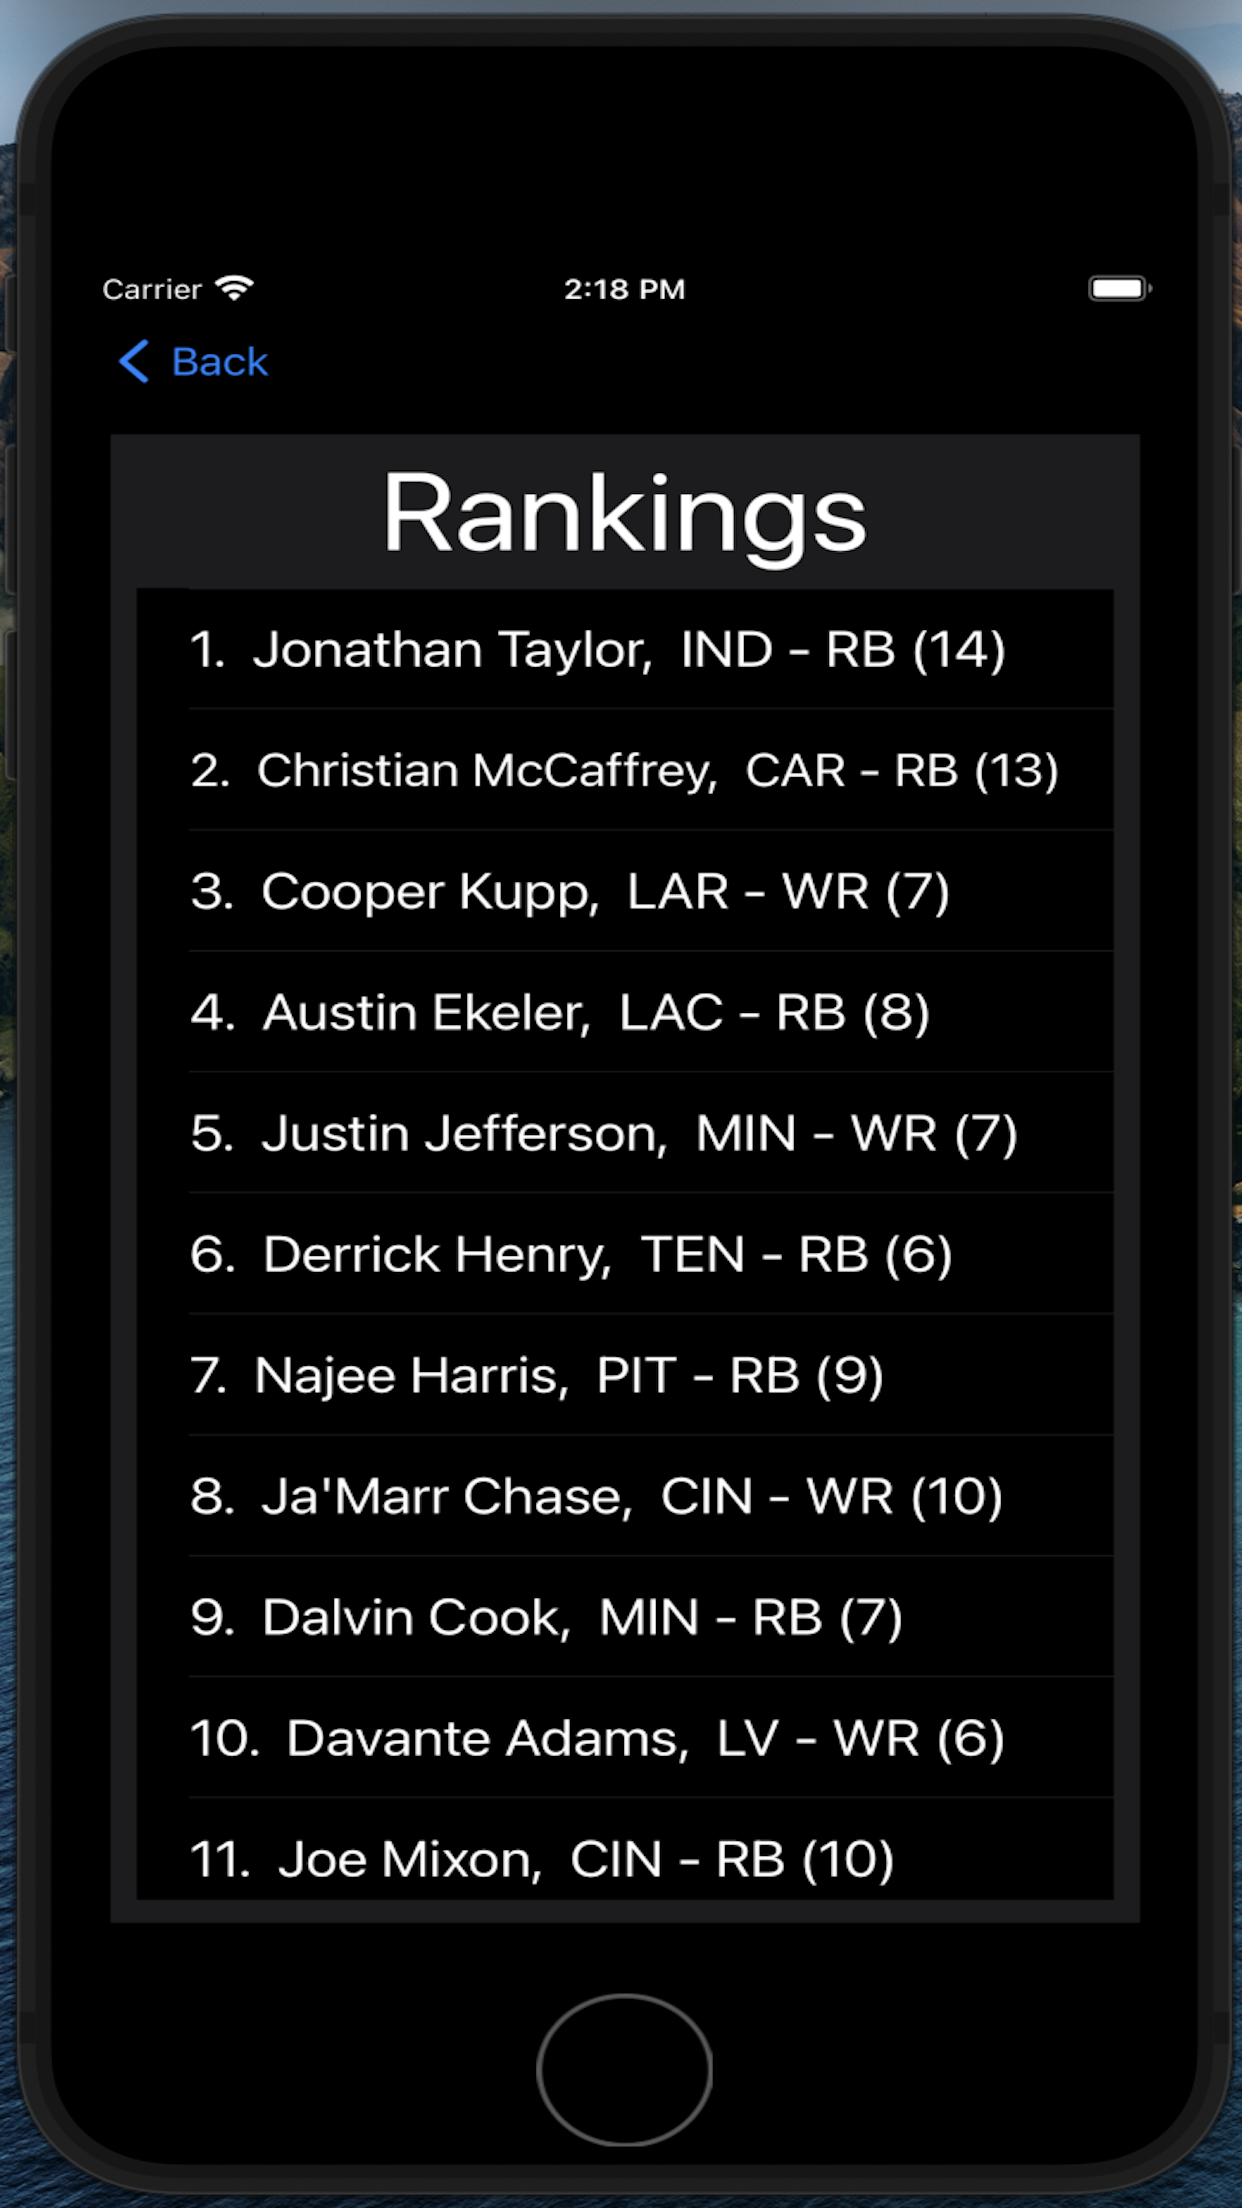 Carrier 2:18 PM
Back
Rankings
1. Jonathan Taylor, IND - RB (14)
2. Christian McCaffrey, CAR - RB (13)
3. Cooper Kupp, LAR - WR (7)
4. Austin Ekeler, LAC - RB (8)
5. Justin Jefferson, MIN - WR (7)
6. Derrick Henry, TEN - RB (6)
7. Najee Harris, PIT - RB (9)
8. Ja'Marr Chase, CIN - WR (10)
9. Dalvin Cook, MIN - RB (7)
10. Davante Adams, LV - WR (6)
11. Joe Mixon, CIN - RB (10)